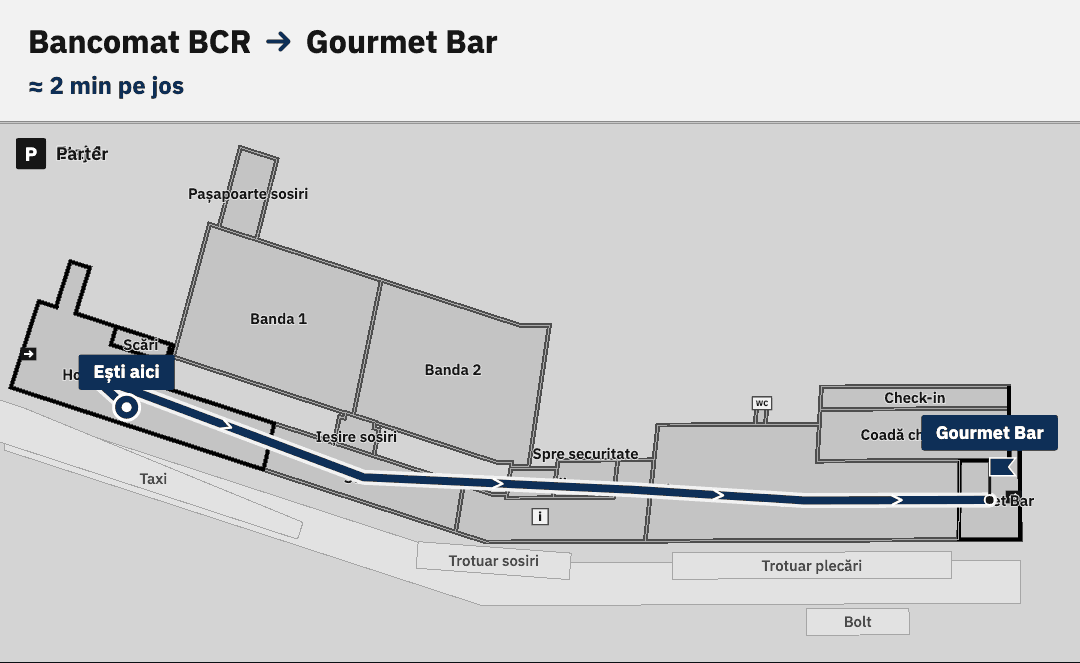 Bancomat BCR → Gourmet Bar
≈ 2 min pe jos
P Parter
Pașapoarte sosiri
Banda 1
Scări
Ești aici
Banda 2
wc
Check-in
Gourmet Bar
Ieșire sosiri
Spre securitate
Taxi
i
Trotuar sosiri
Trotuar plecări
Bolt